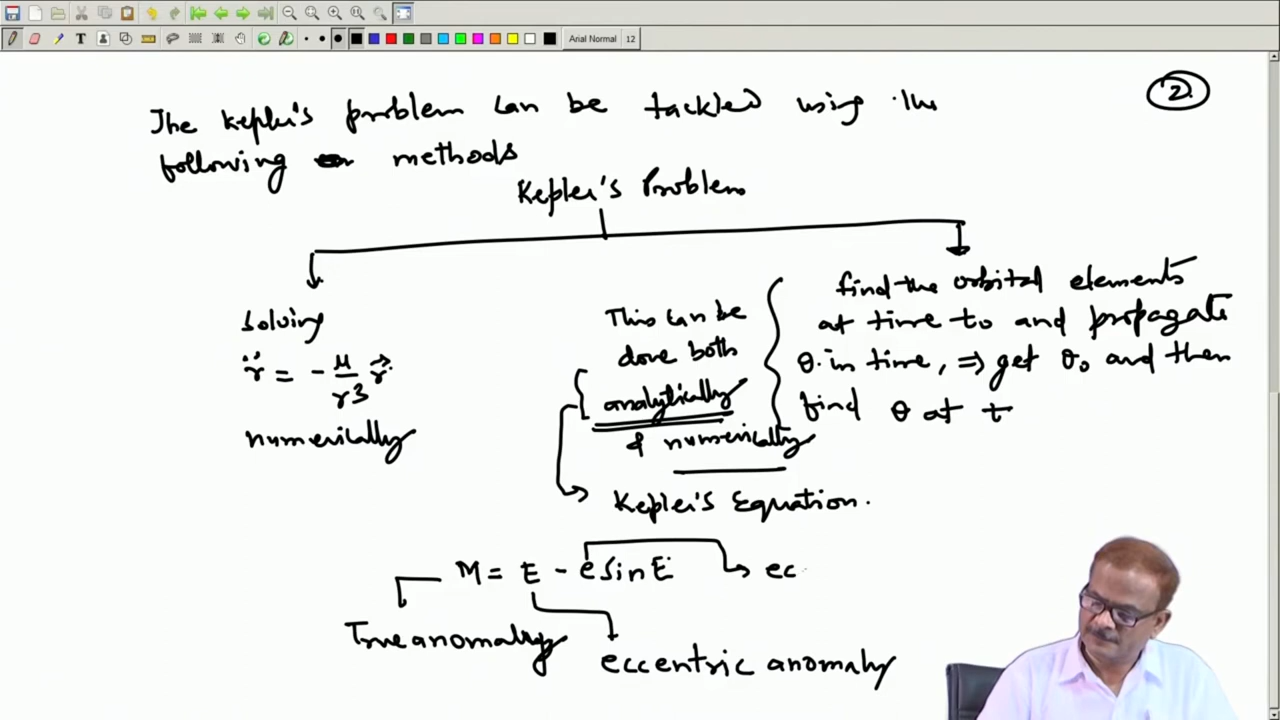 Arial Normal 12
2
The Kepler's problem can be tackled using the
following methods
Kepler's Problem
solving
r̈ = - μ/r³ r⃗
numerically
This can be
done both
analytically
& numerically
find the orbital elements
at time to and propagate
θ in time, ⇒ get θ₀ and then
find θ at t
Kepler's Equation.
M = E - e sin E
ec
True anomally
eccentric anomaly